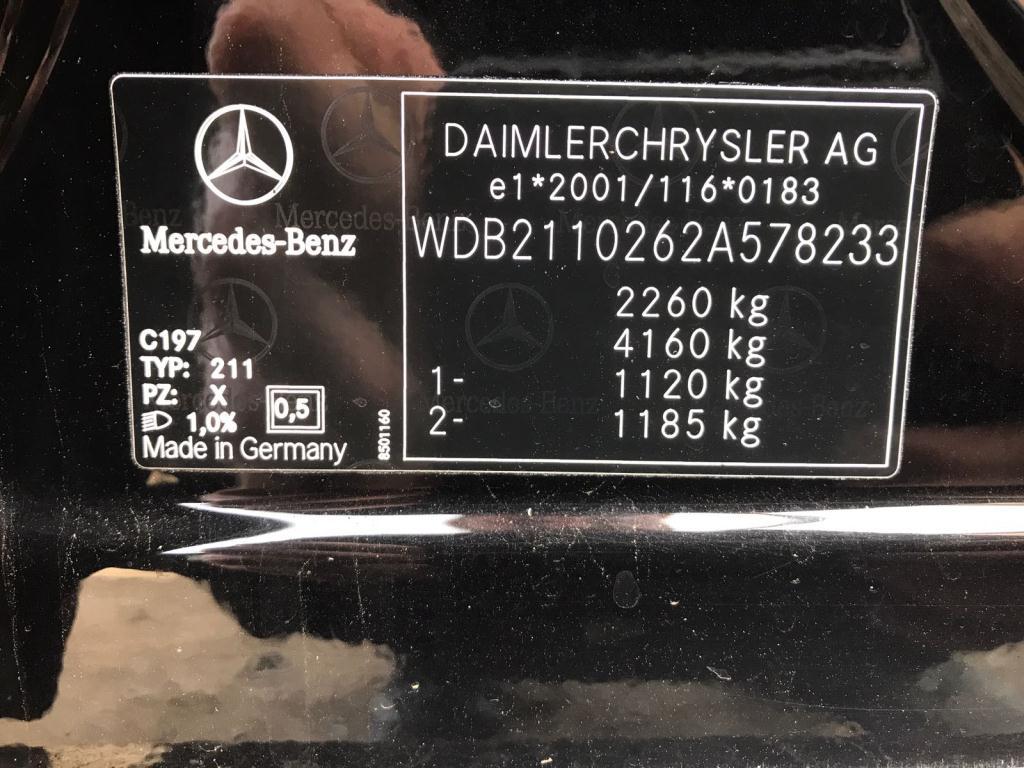 Mercedes-Benz
C197
TYP: 211
PZ: X
1,0%
0,5
Made in Germany
8501160
DAIMLERCHRYSLER AG
e1*2001/116*0183
WDB2110262A578233
2260 kg
4160 kg
1- 1120 kg
2- 1185 kg